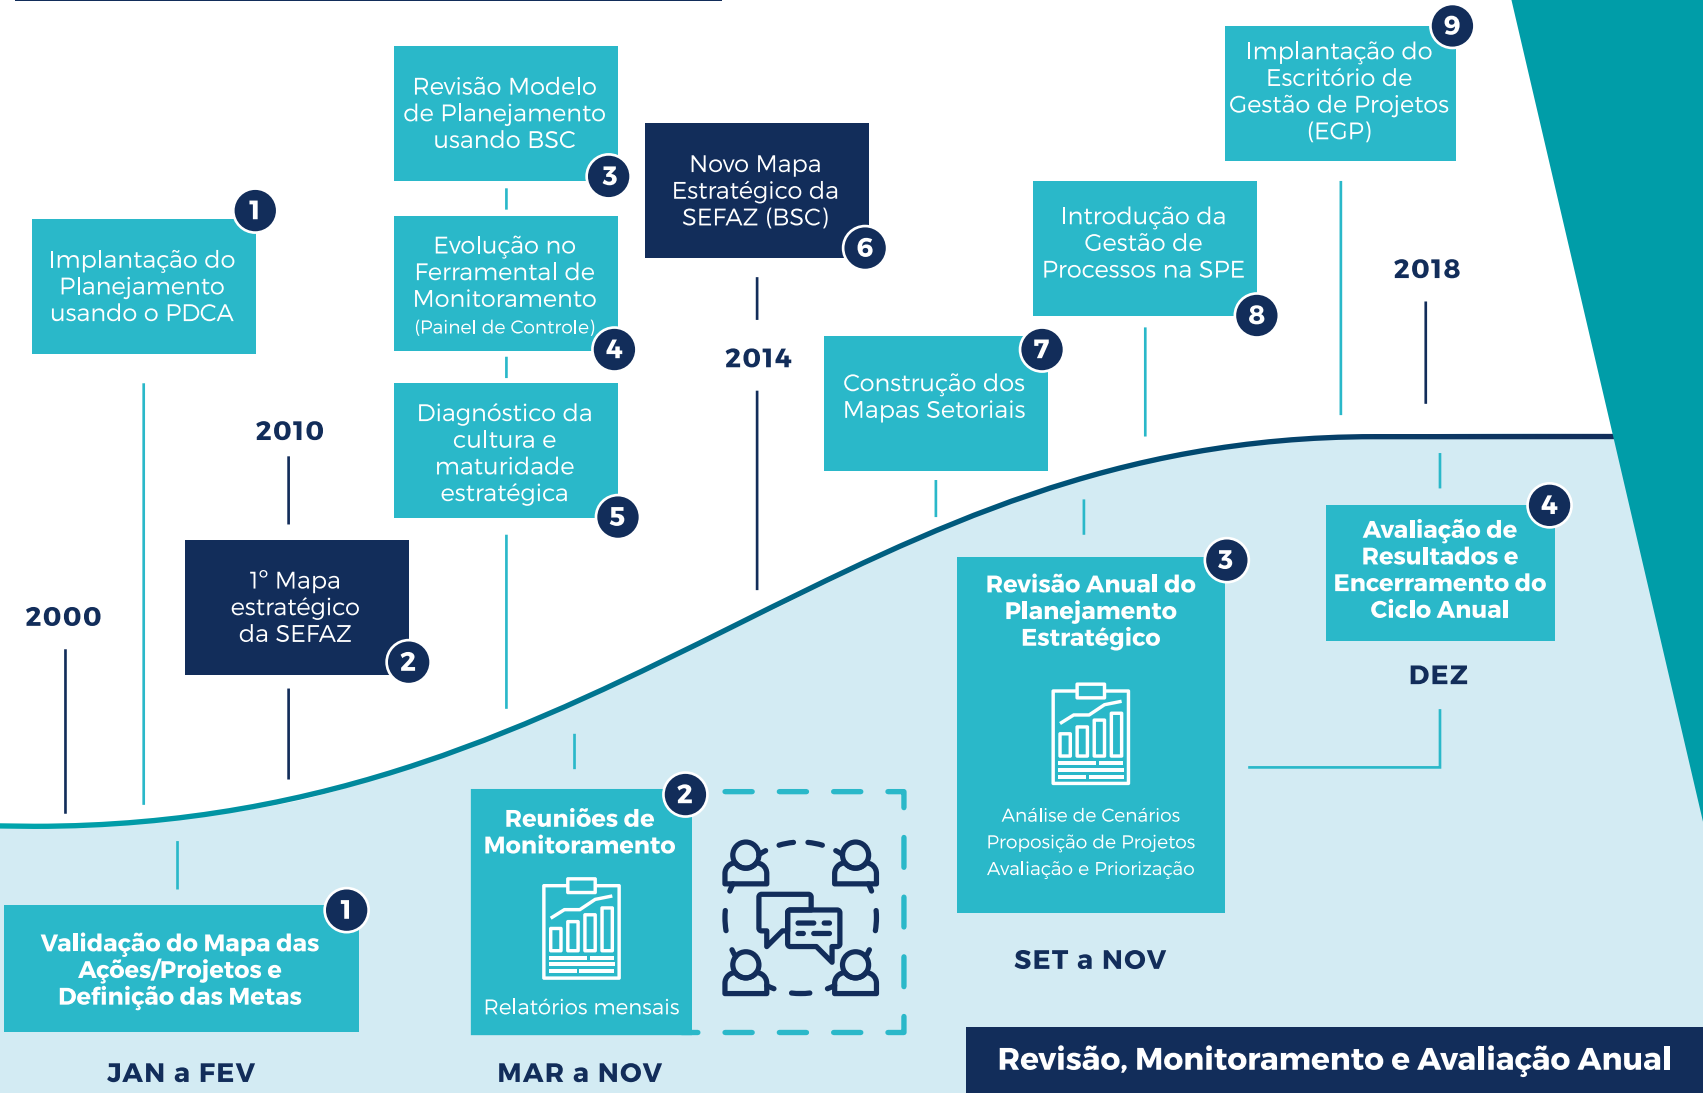 2000
1
Implantação do
Planejamento
usando o PDCA
2010
1º Mapa
estratégico
da SEFAZ
2
Revisão Modelo
de Planejamento
usando BSC
3
Evolução no
Ferramental de
Monitoramento
(Painel de Controle)
4
Diagnóstico da
cultura e
maturidade
estratégica
5
Novo Mapa
Estratégico da
SEFAZ (BSC)
6
2014
7
Construção dos
Mapas Setoriais
Introdução da
Gestão de
Processos na SPE
8
9
Implantação do
Escritório de
Gestão de Projetos
(EGP)
2018
1
Validação do Mapa das
Ações/Projetos e
Definição das Metas
JAN a FEV
2
Reuniões de
Monitoramento
Relatórios mensais
MAR a NOV
3
Revisão Anual do
Planejamento
Estratégico
Análise de Cenários
Proposição de Projetos
Avaliação e Priorização
SET a NOV
4
Avaliação de
Resultados e
Encerramento do
Ciclo Anual
DEZ
Revisão, Monitoramento e Avaliação Anual